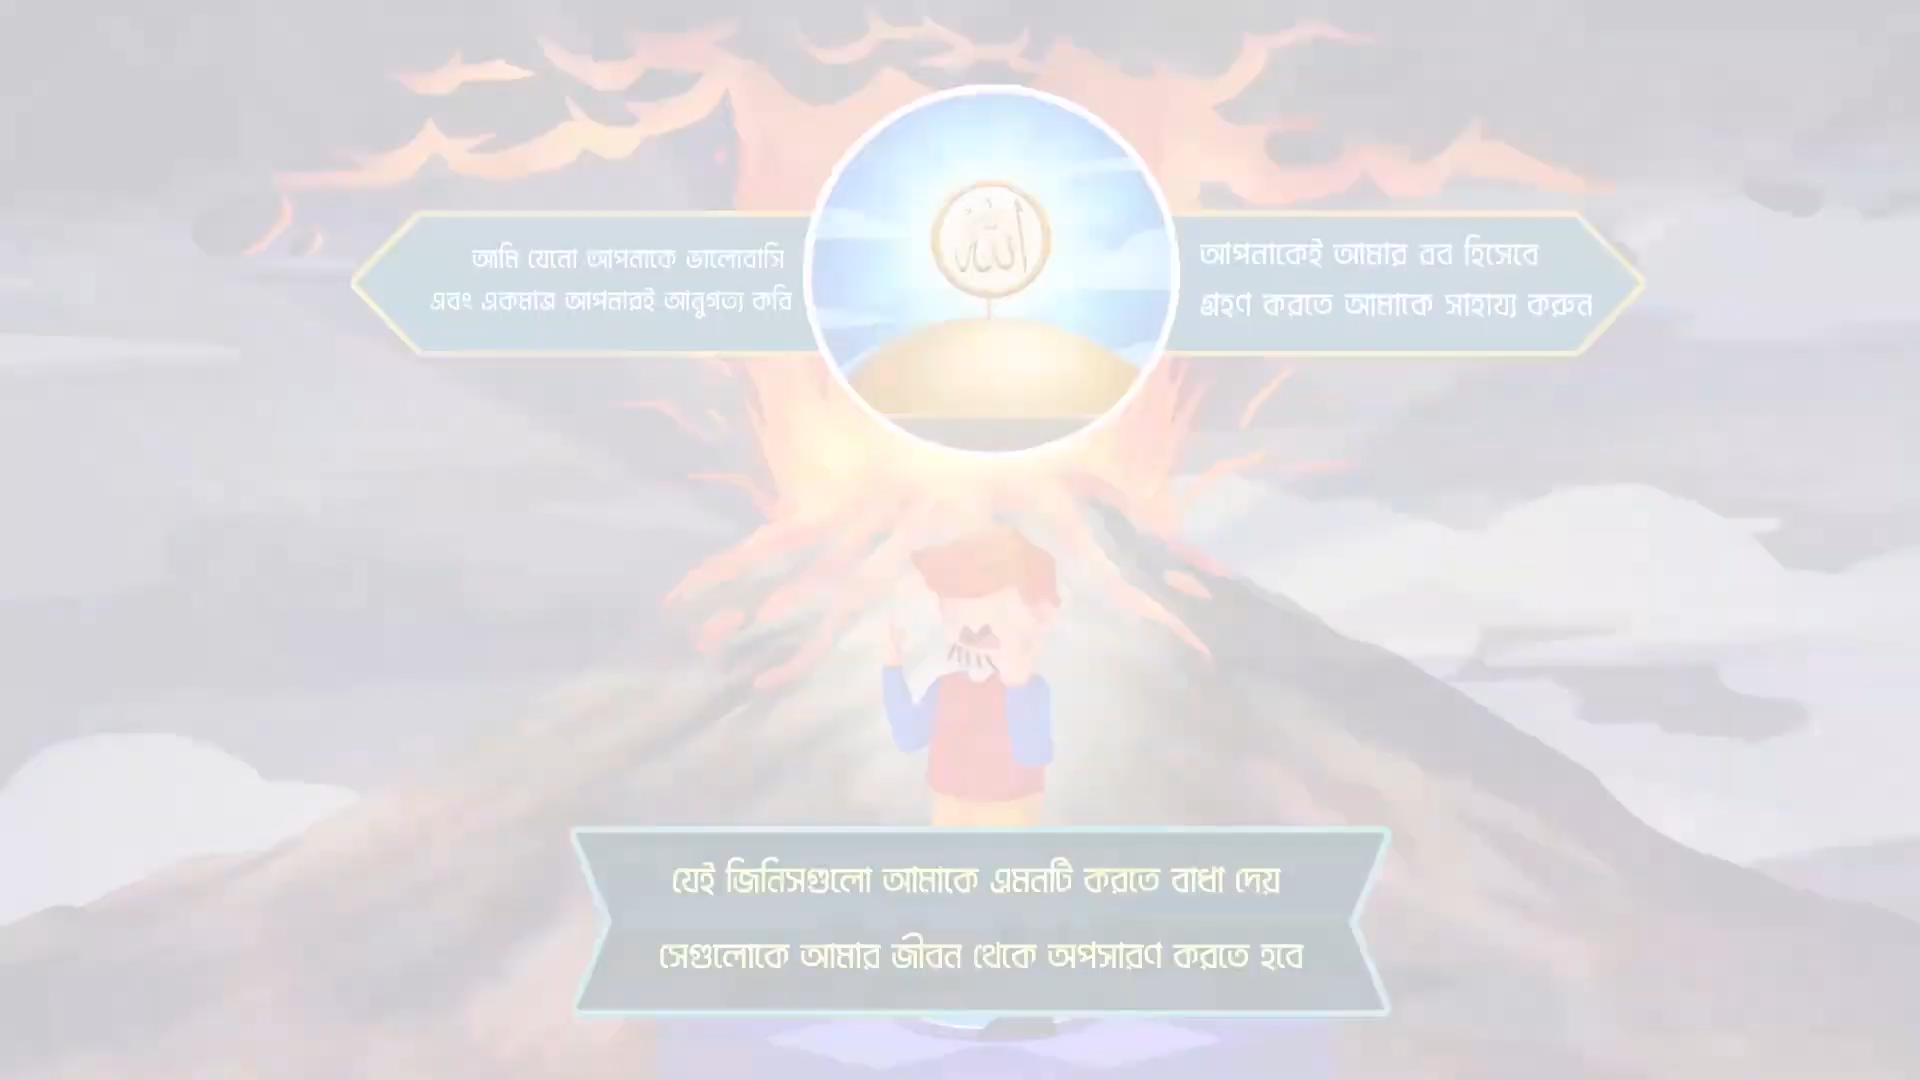 আমি যেনো আপনাকে ভালোবাসি
এবং একমাত্র আপনারই আনুগত্য করি
الله
আপনাকেই আমার রব হিসেবে
গ্রহণ করতে আমাকে সাহায্য করুন
যেই জিনিসগুলো আমাকে এমনটি করতে বাধা দেয়
সেগুলোকে আমার জীবন থেকে অপসারণ করতে হবে